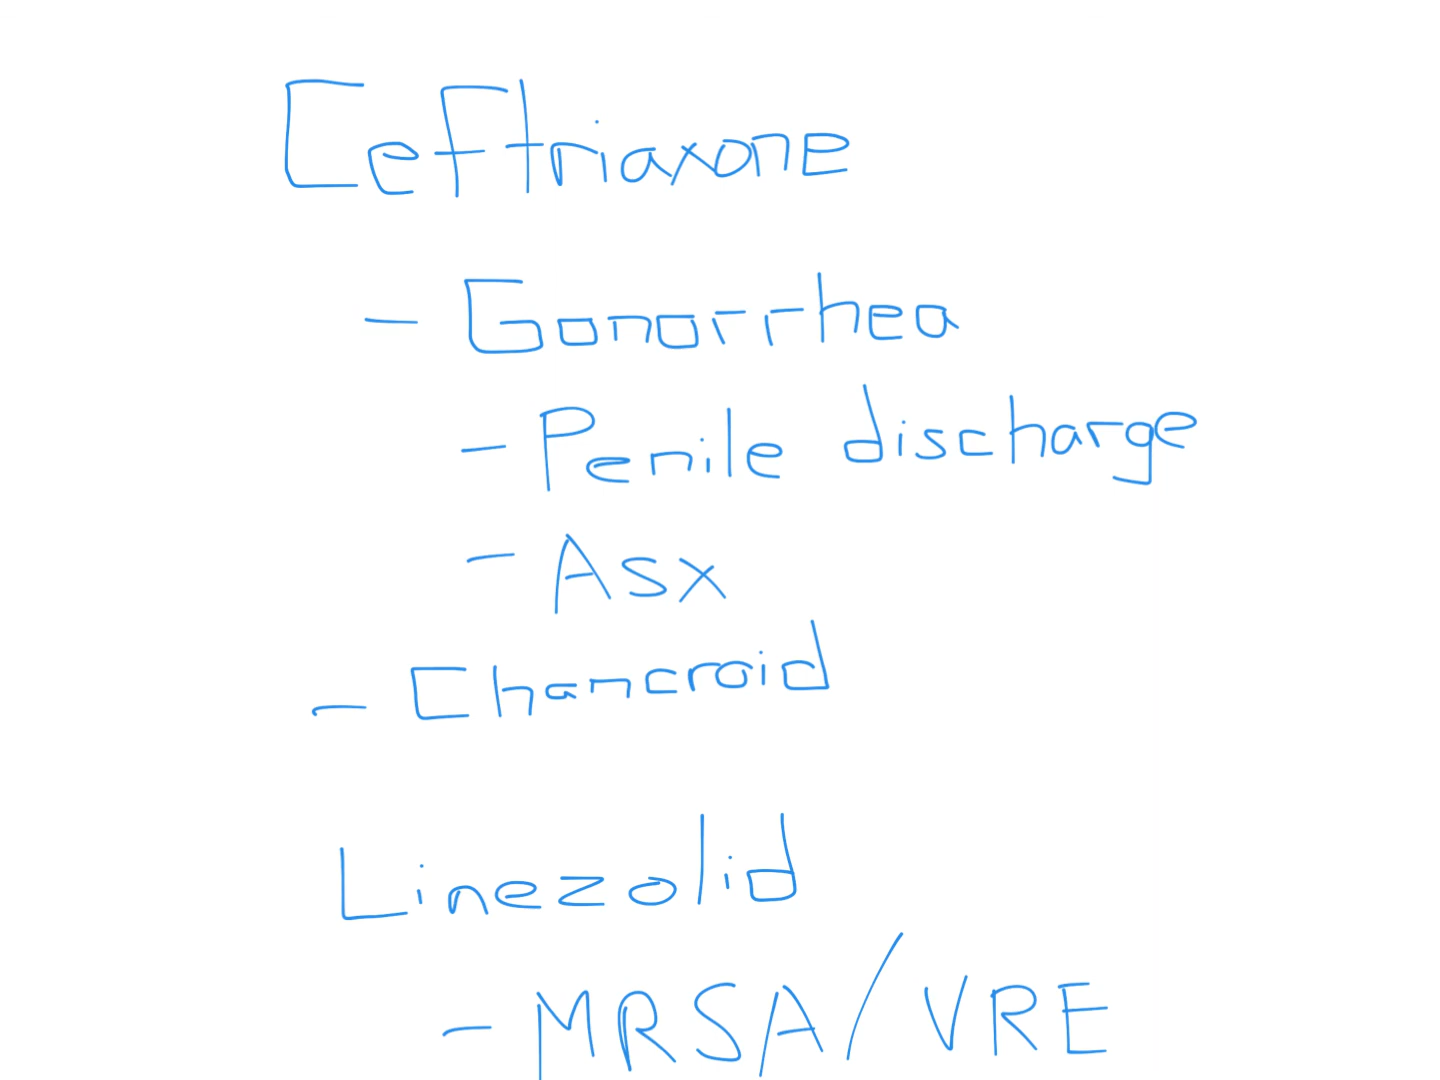 Ceftriaxone
- Gonorrhea
- Penile discharge
- Asx
- Chancroid
Linezolid
- MRSA/VRE